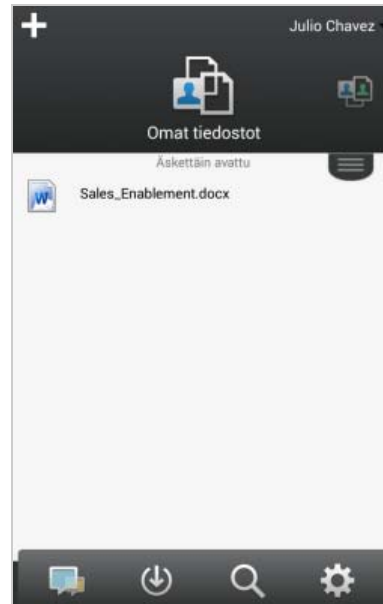 Julio Chavez
Omat tiedostot
Äskettäin avattu
W
Sales_Enablement.docx